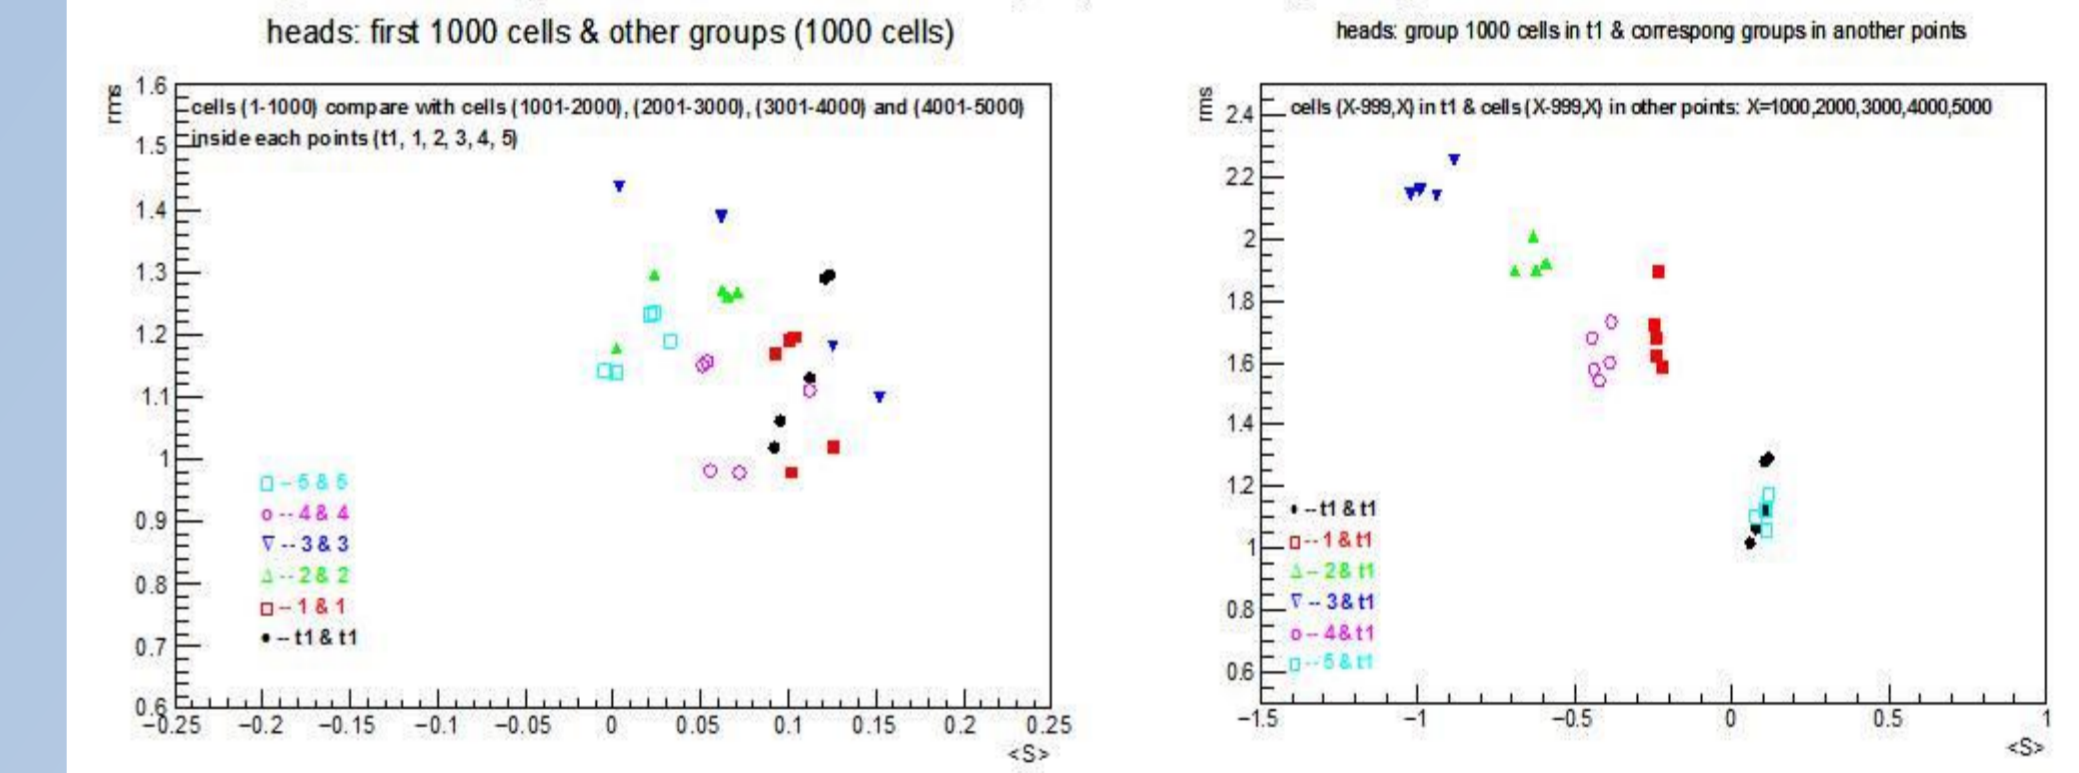 heads: first 1000 cells & other groups (1000 cells)
rms
1.6
1.5
1.4
1.3
1.2
1.1
1
0.9
0.8
0.7
0.6
cells (1-1000) compare with cells (1001-2000), (2001-3000), (3001-4000) and (4001-5000)
inside each points (t1, 1, 2, 3, 4, 5)
-- 5 & 5
-- 4 & 4
-- 3 & 3
-- 2 & 2
-- 1 & 1
-- t1 & t1
−0.25 −0.2 −0.15 −0.1 −0.05 0 0.05 0.1 0.15 0.2 0.25
<S>
heads: group 1000 cells in t1 & correspong groups in another points
rms
2.4
2.2
2
1.8
1.6
1.4
1.2
1
0.8
0.6
cells (X-999,X) in t1 & cells (X-999,X) in other points: X=1000,2000,3000,4000,5000
-- t1 & t1
-- 1 & t1
-- 2 & t1
-- 3 & t1
-- 4 & t1
-- 5 & t1
−1.5 −1 −0.5 0 0.5 1
<S>